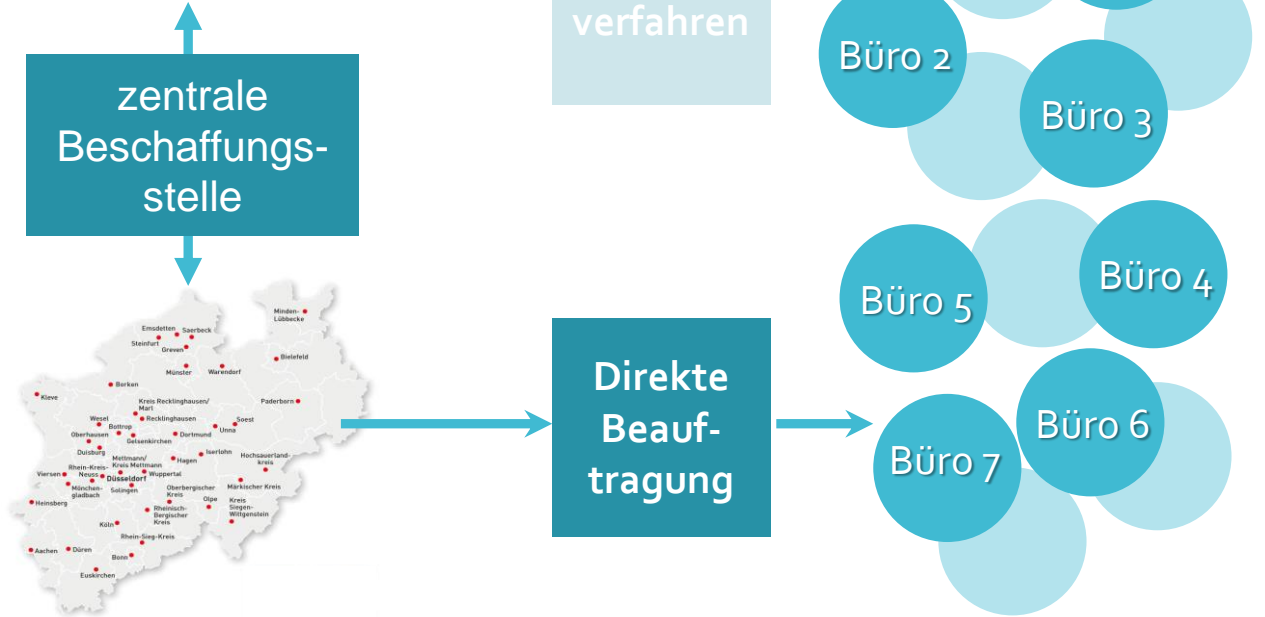 verfahren
zentrale
Beschaffungs-
stelle
Büro 2
Büro 3
Büro 5
Büro 4
Büro 7
Büro 6
Direkte
Beauf-
tragung
Minden-
Lübbecke
Emsdetten
Saerbeck
Steinfurt
Greven
Bielefeld
Münster
Warendorf
Borken
Kleve
Kreis Recklinghausen/
Marl
Paderborn
Wesel
Recklinghausen
Soest
Bottrop
Unna
Oberhausen
Gelsenkirchen
Dortmund
Duisburg
Mettmann/
Kreis Mettmann
Hagen
Iserlohn
Hochsauerland-
kreis
Viersen
Rhein-Kreis-
Neuss
Wuppertal
Düsseldorf
München-
gladbach
Solingen
Oberbergischer
Kreis
Märkischer Kreis
Heinsberg
Olpe
Kreis
Siegen-
Wittgenstein
Rheinisch-
Bergischer
Kreis
Köln
Rhein-Sieg-Kreis
Aachen
Düren
Bonn
Euskirchen